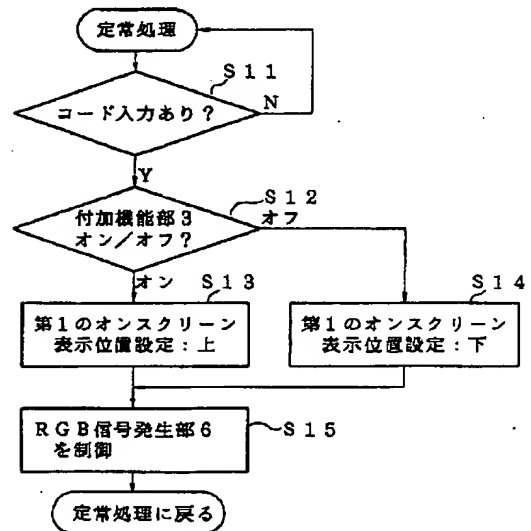 定常処理
S11
コード入力あり?
N
Y
S12
付加機能部3
オン/オフ?
オフ
オン
S13
S14
第1のオンスクリーン
表示位置設定:上
第1のオンスクリーン
表示位置設定:下
RGB信号発生部6
を制御
S15
定常処理に戻る